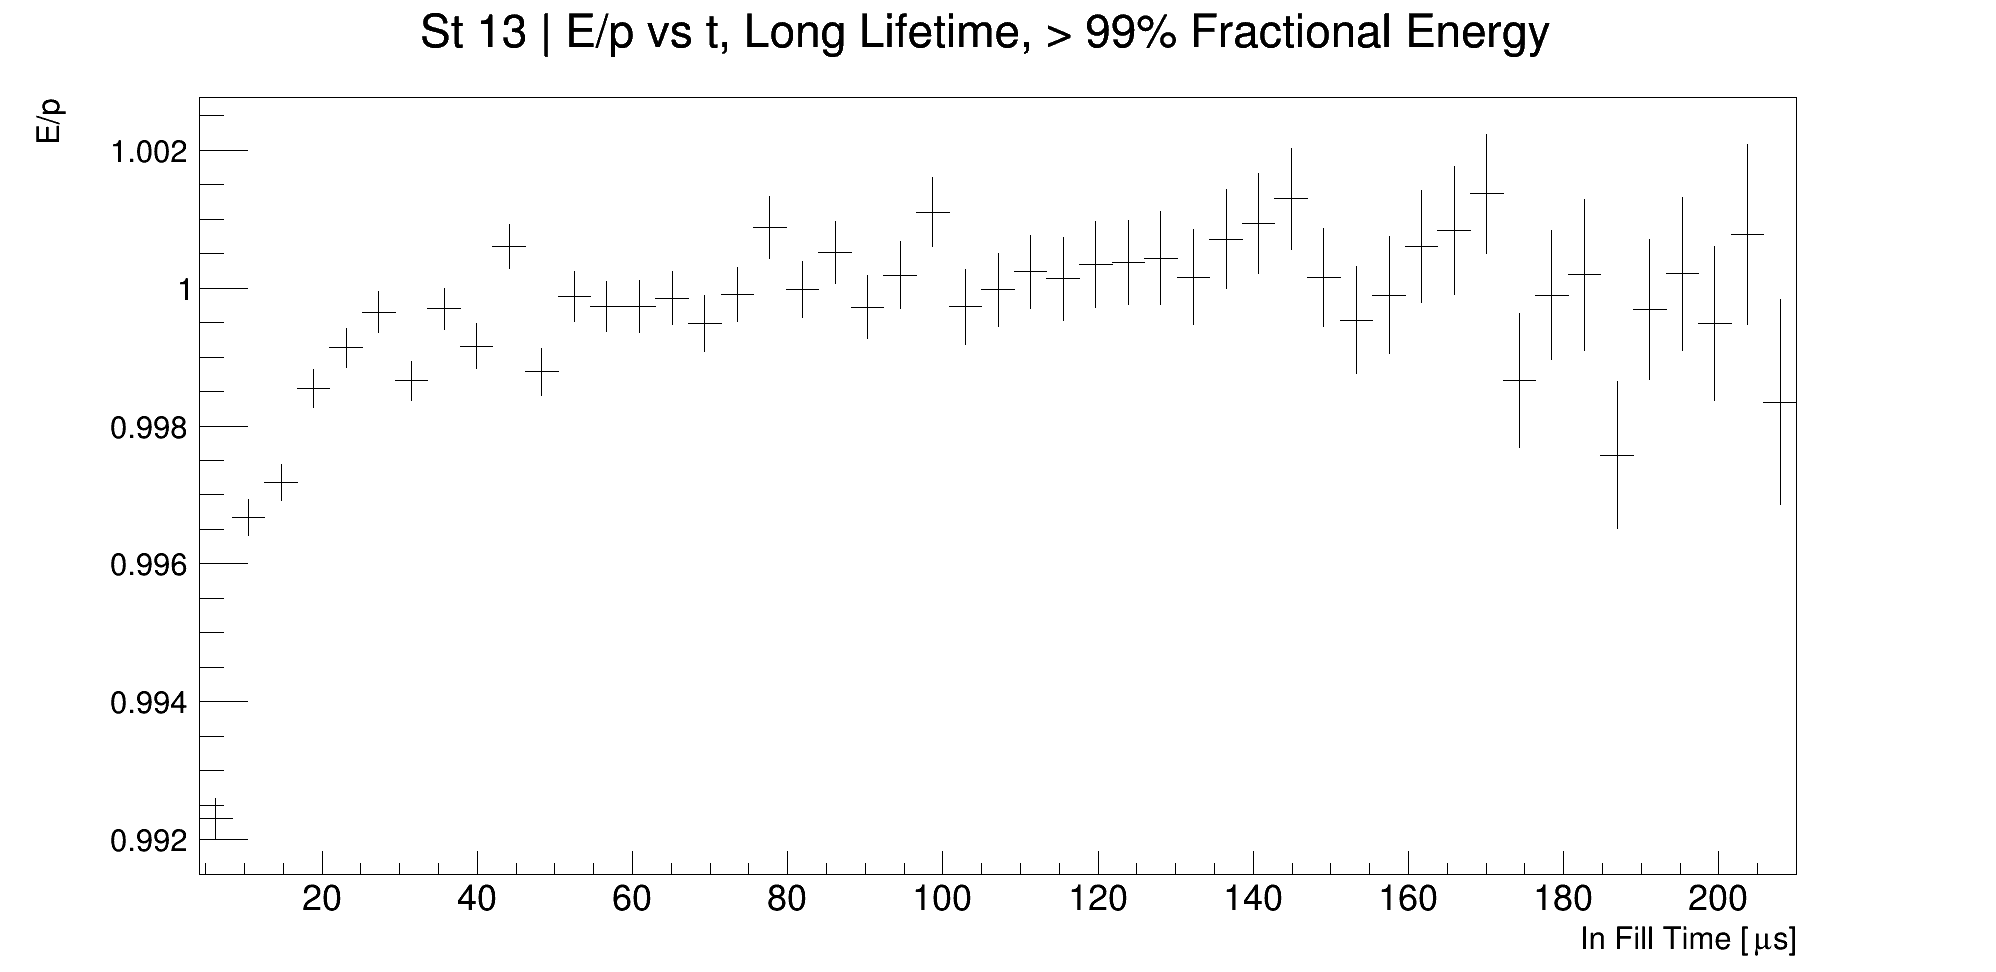 St 13 | E/p vs t, Long Lifetime, > 99% Fractional Energy
E/p
1.002
1
0.998
0.996
0.994
0.992
20 40 60 80 100 120 140 160 180 200
In Fill Time [μs]